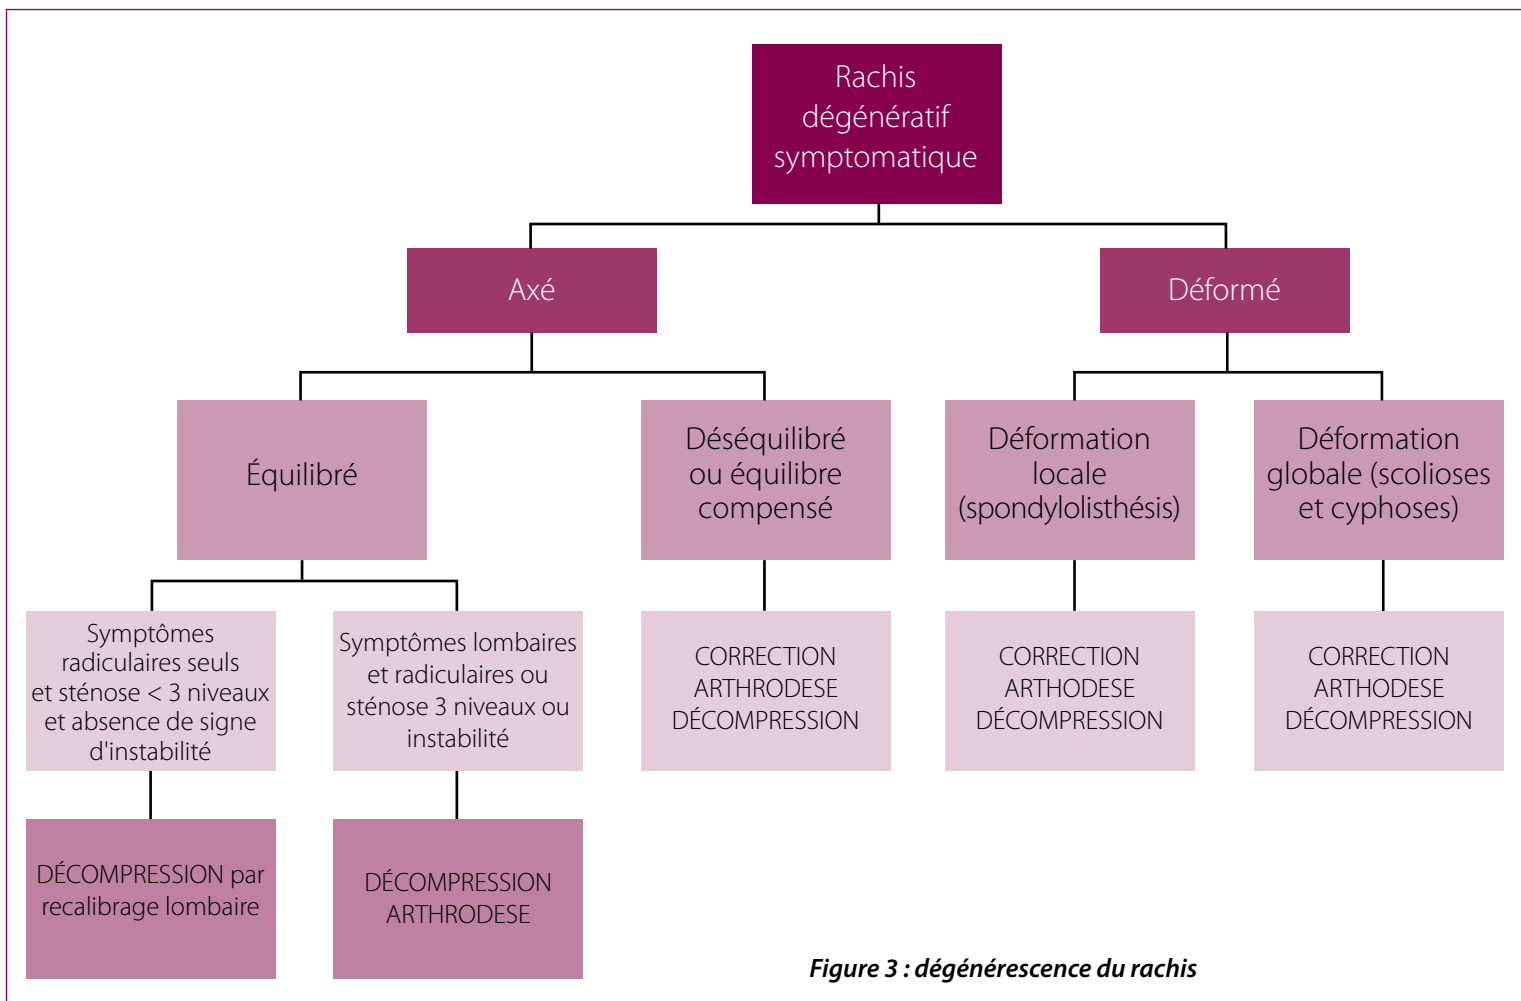 Rachis
dégénératif
symptomatique
Axé
Déformé
Équilibré
Déséquilibré
ou équilibre
compensé
Déformation
locale
(spondylolisthésis)
Déformation
globale (scolioses
et cyphoses)
Symptômes
radiculaires seuls
et sténose < 3 niveaux
et absence de signe
d'instabilité
Symptômes lombaires
et radiculaires ou
sténose 3 niveaux ou
instabilité
CORRECTION
ARTHRODESE
DÉCOMPRESSION
CORRECTION
ARTHODESE
DÉCOMPRESSION
CORRECTION
ARTHODESE
DÉCOMPRESSION
DÉCOMPRESSION par
recalibrage lombaire
DÉCOMPRESSION
ARTHRODESE
Figure 3 : dégénérescence du rachis